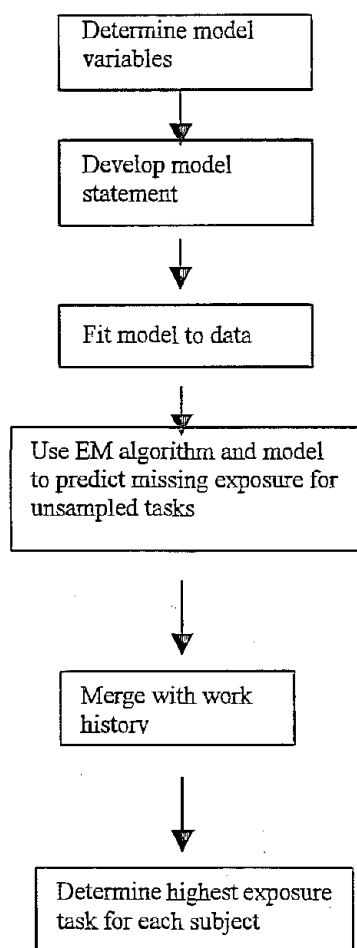 Determine model
variables
Develop model
statement
Fit model to data
Use EM algorithm and model
to predict missing exposure for
unsampled tasks
Merge with work
history
Determine highest exposure
task for each subject